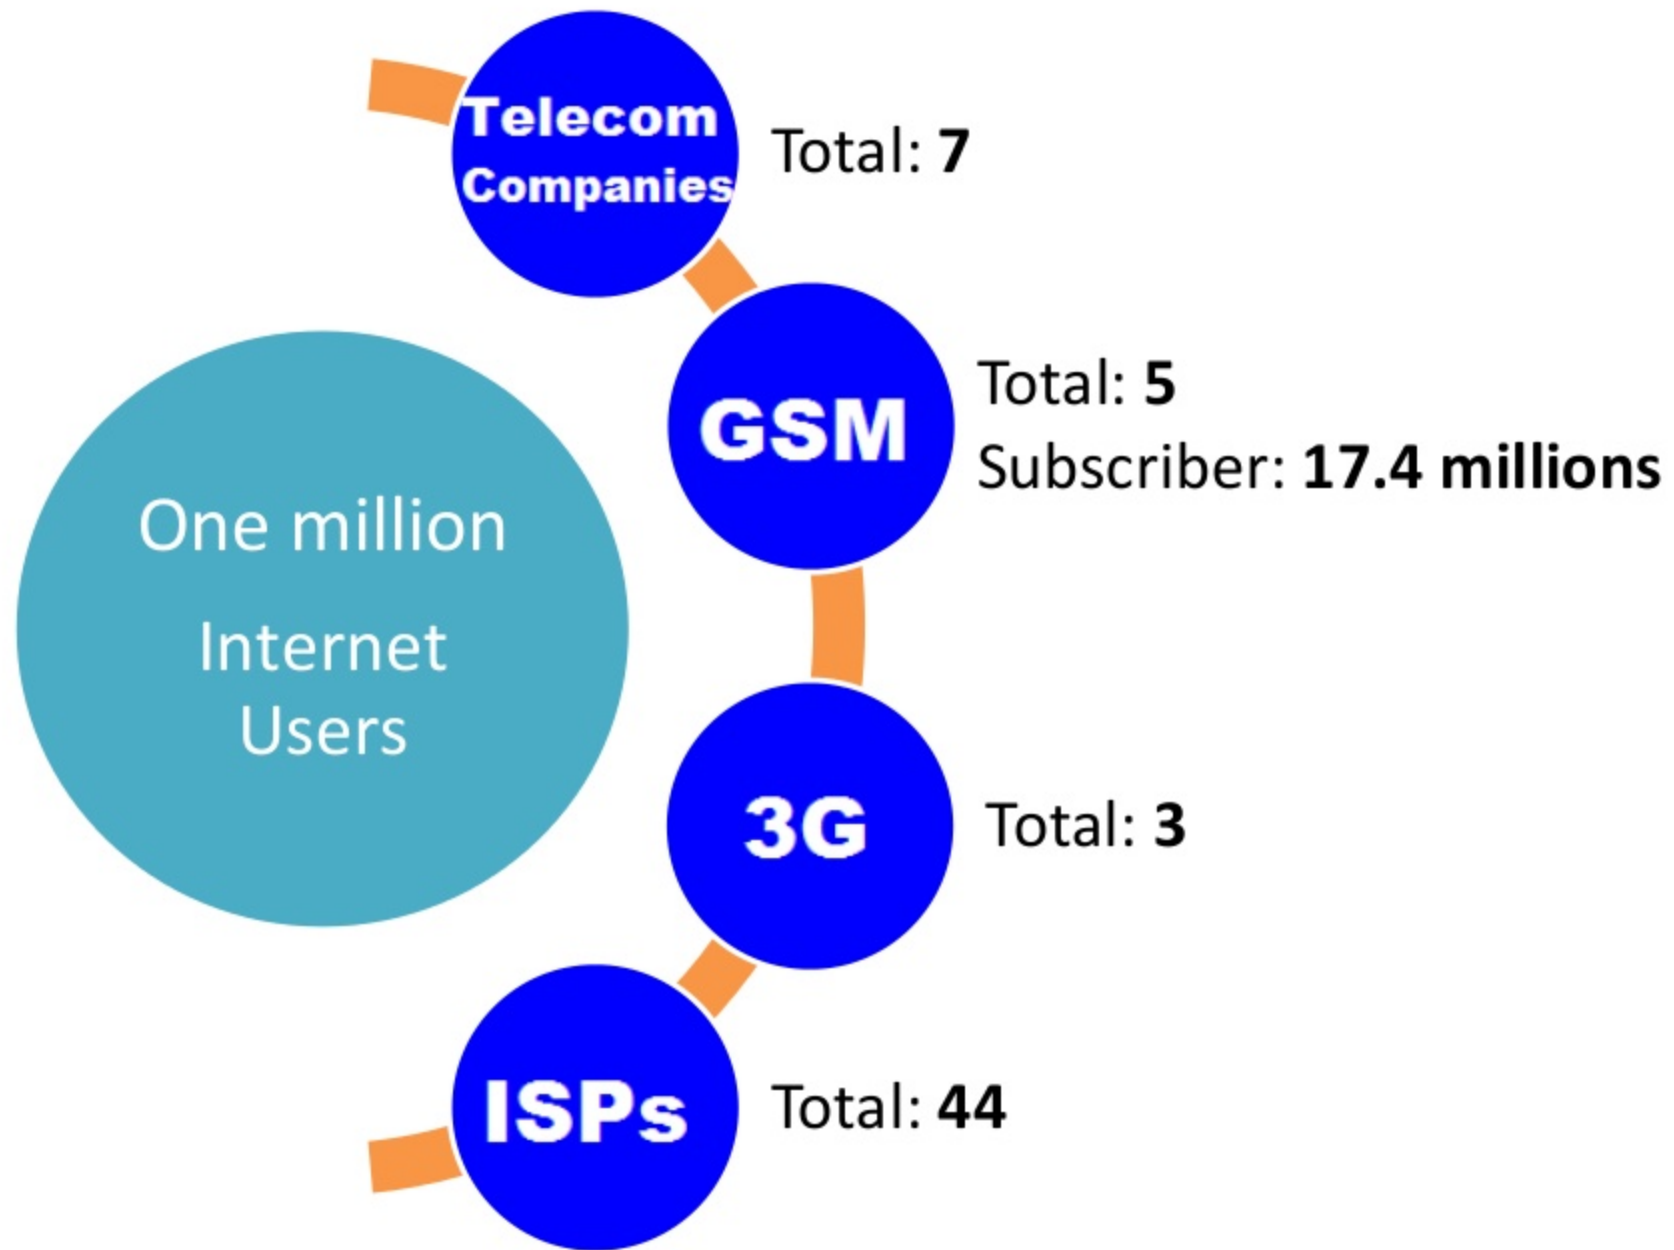 Telecom
Companies
Total: 7
GSM
Total: 5
Subscriber: 17.4 millions
One million
Internet
Users
3G
Total: 3
ISPs
Total: 44